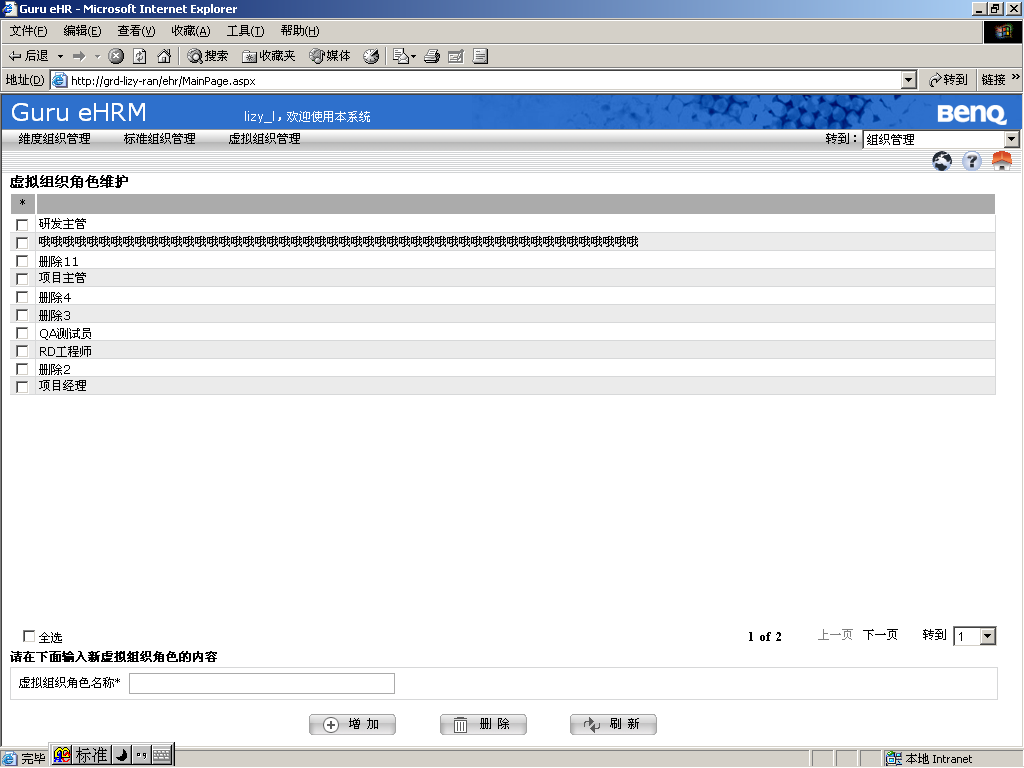 Guru eHR - Microsoft Internet Explorer
文件(F) 编辑(E) 查看(V) 收藏(A) 工具(T) 帮助(H)
后退 搜索 收藏夹 媒体
地址(D) http://grd-lizy-ran/ehr/MainPage.aspx 转到 链接 »
Guru eHRM lizy_l，欢迎使用本系统 BenQ
维度组织管理 标准组织管理 虚拟组织管理 转到： 组织管理
虚拟组织角色维护
*
研发主管
哦哦哦哦哦哦哦哦哦哦哦哦哦哦哦哦哦哦哦哦哦哦哦哦哦哦哦哦哦哦哦哦哦哦哦哦哦哦哦哦哦哦哦哦哦哦哦哦哦哦
删除11
项目主管
删除4
删除3
QA测试员
RD工程师
删除2
项目经理
全选 1 of 2 上一页 下一页 转到 1
请在下面输入新虚拟组织角色的内容
虚拟组织角色名称*
增 加 删 除 刷 新
完毕 标准 本地 Intranet